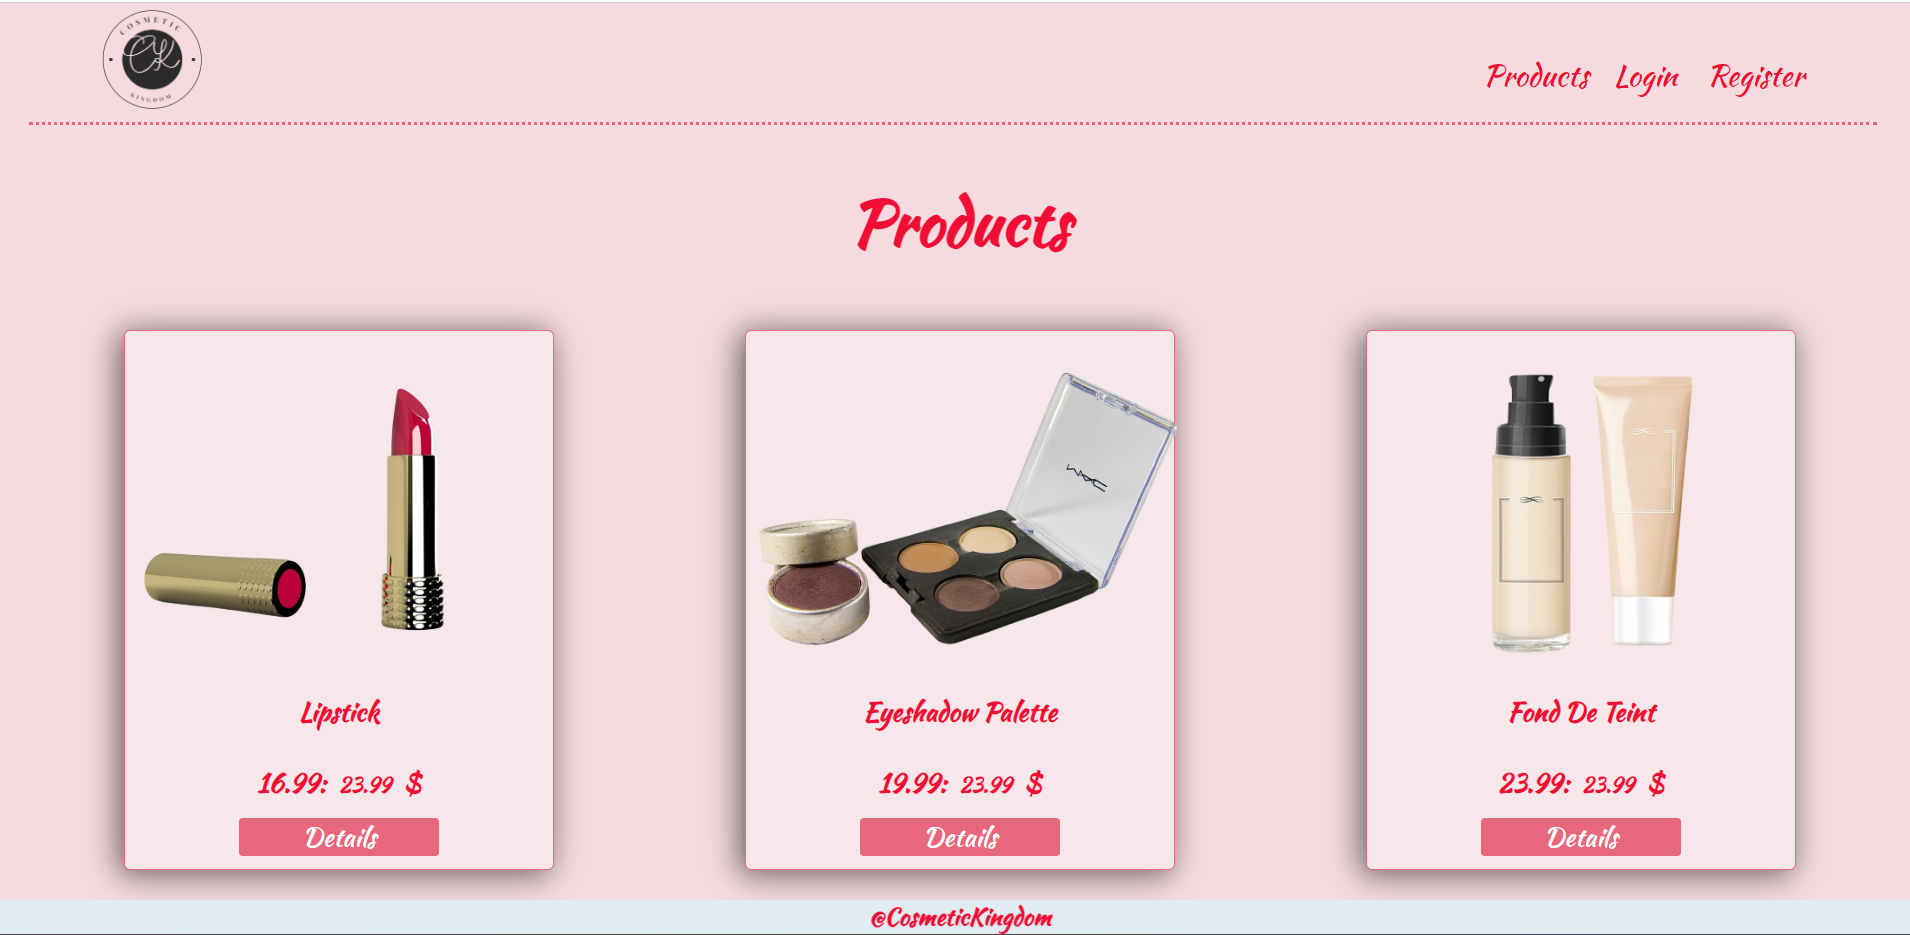 COSMETIC
CK
KINGDOM
Products Login Register
Products
MAC
Lipstick
16.99: 23.99 $
Details
Eyeshadow Palette
19.99: 23.99 $
Details
Fond De Teint
23.99: 23.99 $
Details
@CosmeticKingdom